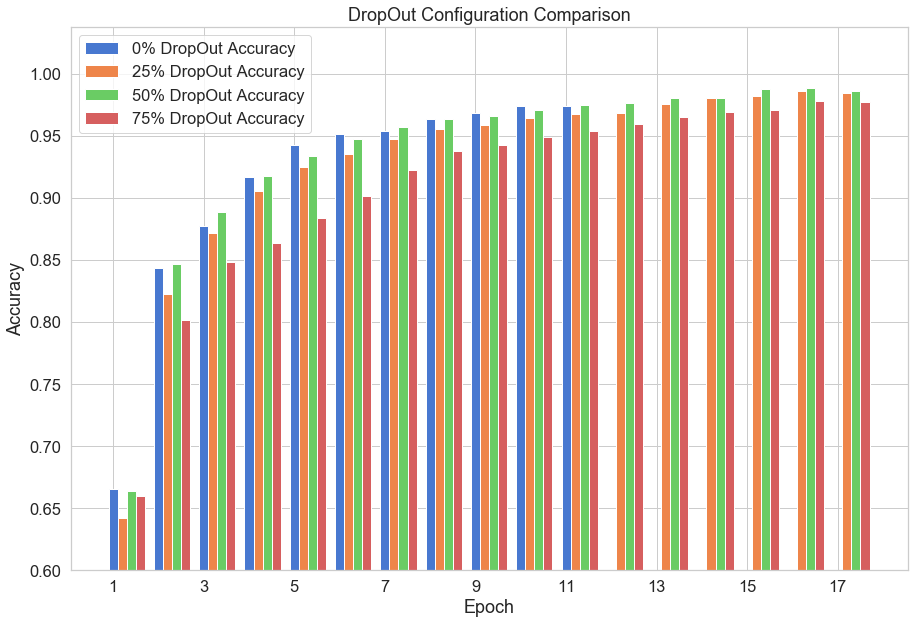 DropOut Configuration Comparison
0% DropOut Accuracy
25% DropOut Accuracy
50% DropOut Accuracy
75% DropOut Accuracy
Accuracy
1.00
0.95
0.90
0.85
0.80
0.75
0.70
0.65
0.60
1 3 5 7 9 11 13 15 17
Epoch